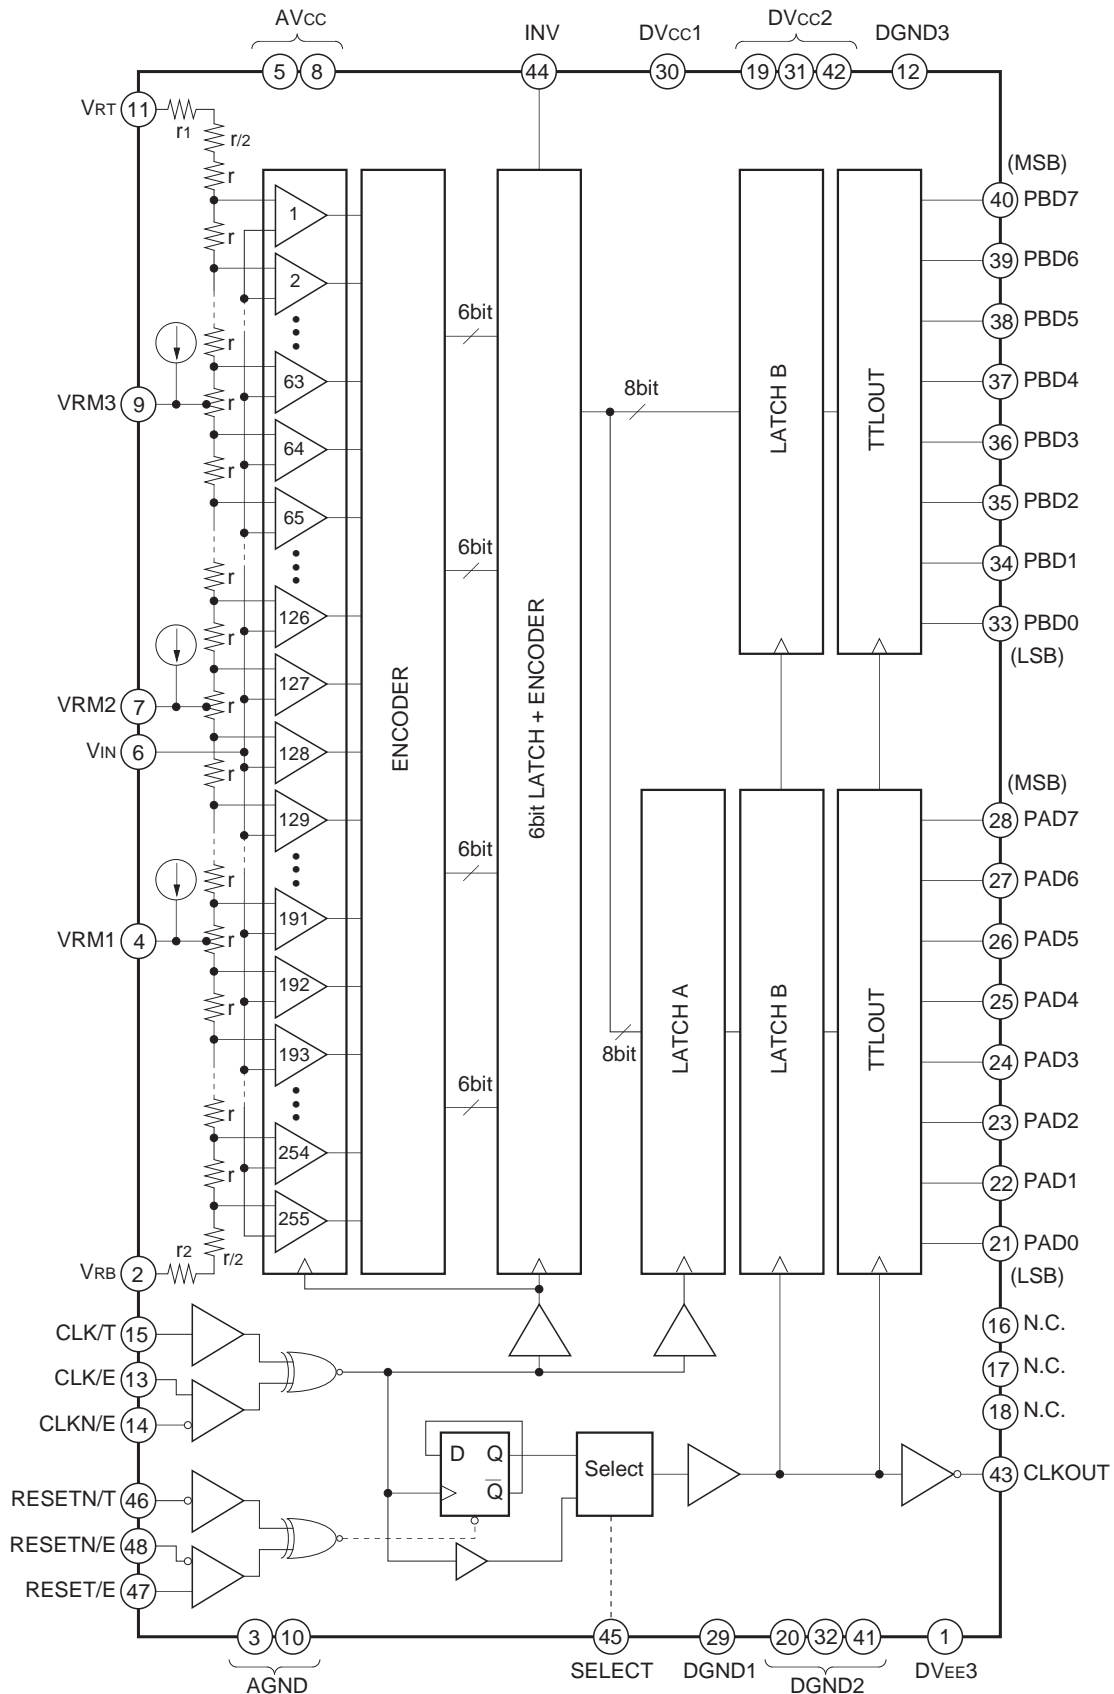 AVCC
INV
DVCC1
DVCC2
DGND3
5
8
44
30
19
31
42
12
VRT
11
r1
r/2
r
r
(MSB)
40
PBD7
1
39
PBD6
2
6bit
38
PBD5
r
63
VRM3
9
r
8bit
37
PBD4
64
r
36
PBD3
65
35
PBD2
6bit
r
34
PBD1
126
r
33
PBD0
(LSB)
127
VRM2
7
r
VIN
6
128
r
(MSB)
129
28
PAD7
6bit
r
27
PAD6
191
VRM1
4
r
26
PAD5
192
r
25
PAD4
193
8bit
24
PAD3
6bit
r
23
PAD2
254
r
22
PAD1
255
r/2
21
PAD0
(LSB)
VRB
2
r2
ENCODER
6bit LATCH + ENCODER
LATCH B
TTLOUT
LATCH A
LATCH B
TTLOUT
CLK/T
15
16
N.C.
CLK/E
13
17
N.C.
CLKN/E
14
18
N.C.
D
Q
Q
Select
43
CLKOUT
RESETN/T
46
RESETN/E
48
RESET/E
47
3
10
45
29
20
32
41
1
AGND
SELECT
DGND1
DGND2
DVEE3